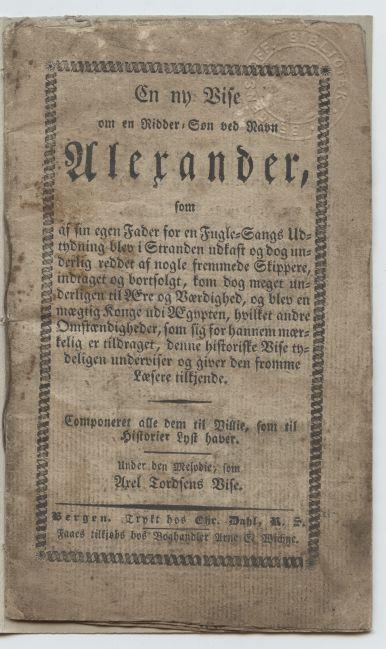 En ny Vise
om en Ridder-Søn ved Navn
Alexander,
som
af sin egen Fader for en Fugle-Sangs Ud-
tydning blev i Stranden udkast og dog un-
derlig reddet af nogle fremmede Skippere,
indtaget og bortsolgt, kom dog meget un-
derligen til Ære og Værdighed, og blev en
mægtig Konge udi Ægypten, hvilket andre
Omstændigheder, som sig for hannem mær-
kelig er tildraget, denne historiske Vise ty-
deligen underviser og giver den fromme
Læsere tilkjende.
Componeret alle dem til Villie, som til
Historier Lyst haver.
Under den Melodie, som
Axel Tordsens Vise.
Bergen. Trykt hos Chr. Dahl, R. S.
Faaes tilkjøbs hos Boghandler Arne